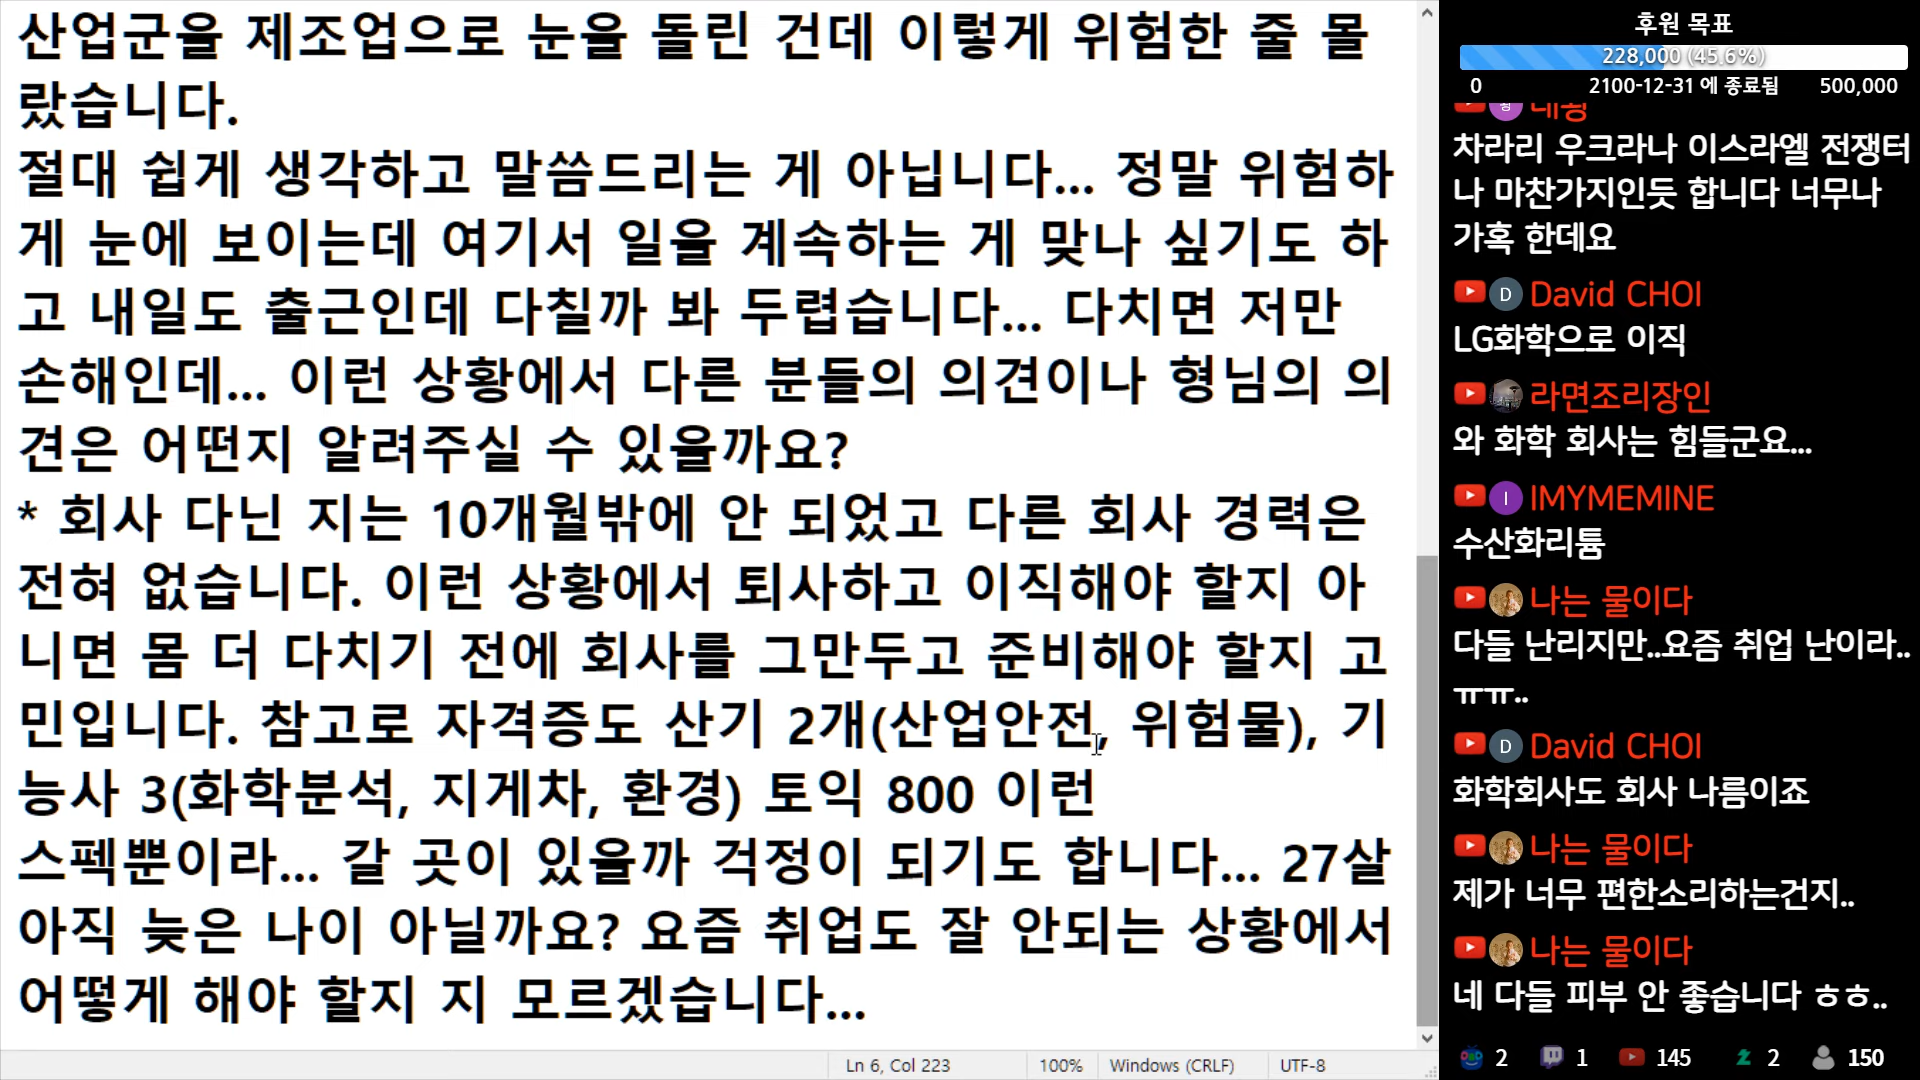 산업군을 제조업으로 눈을 돌린 건데 이렇게 위험한 줄 몰
랐습니다.
절대 쉽게 생각하고 말씀드리는 게 아닙니다... 정말 위험하
게 눈에 보이는데 여기서 일을 계속하는 게 맞나 싶기도 하
고 내일도 출근인데 다칠까 봐 두렵습니다... 다치면 저만
손해인데... 이런 상황에서 다른 분들의 의견이나 형님의 의
견은 어떤지 알려주실 수 있을까요?
* 회사 다닌 지는 10개월밖에 안 되었고 다른 회사 경력은
전혀 없습니다. 이런 상황에서 퇴사하고 이직해야 할지 아
니면 몸 더 다치기 전에 회사를 그만두고 준비해야 할지 고
민입니다. 참고로 자격증도 산기 2개(산업안전, 위험물), 기
능사 3(화학분석, 지게차, 환경) 토익 800 이런
스펙뿐이라... 갈 곳이 있을까 걱정이 되기도 합니다... 27살
아직 늦은 나이 아닐까요? 요즘 취업도 잘 안되는 상황에서
어떻게 해야 할지 지 모르겠습니다...
Ln 6, Col 223
100%
Windows (CRLF)
UTF-8
후원 목표
228,000 (45.6%)
0 2100-12-31 에 종료됨 500,000
차라리 우크라나 이스라엘 전쟁터
나 마찬가지인듯 합니다 너무나
가혹 한데요
D David CHOI
LG화학으로 이직
라면조리장인
와 화학 회사는 힘들군요...
I IMYMEMINE
수산화리튬
나는 물이다
다들 난리지만..요즘 취업 난이라..
ㅠㅠ..
D David CHOI
화학회사도 회사 나름이죠
나는 물이다
제가 너무 편한소리하는건지..
나는 물이다
네 다들 피부 안 좋습니다 ㅎㅎ..
2 1 145 2 150